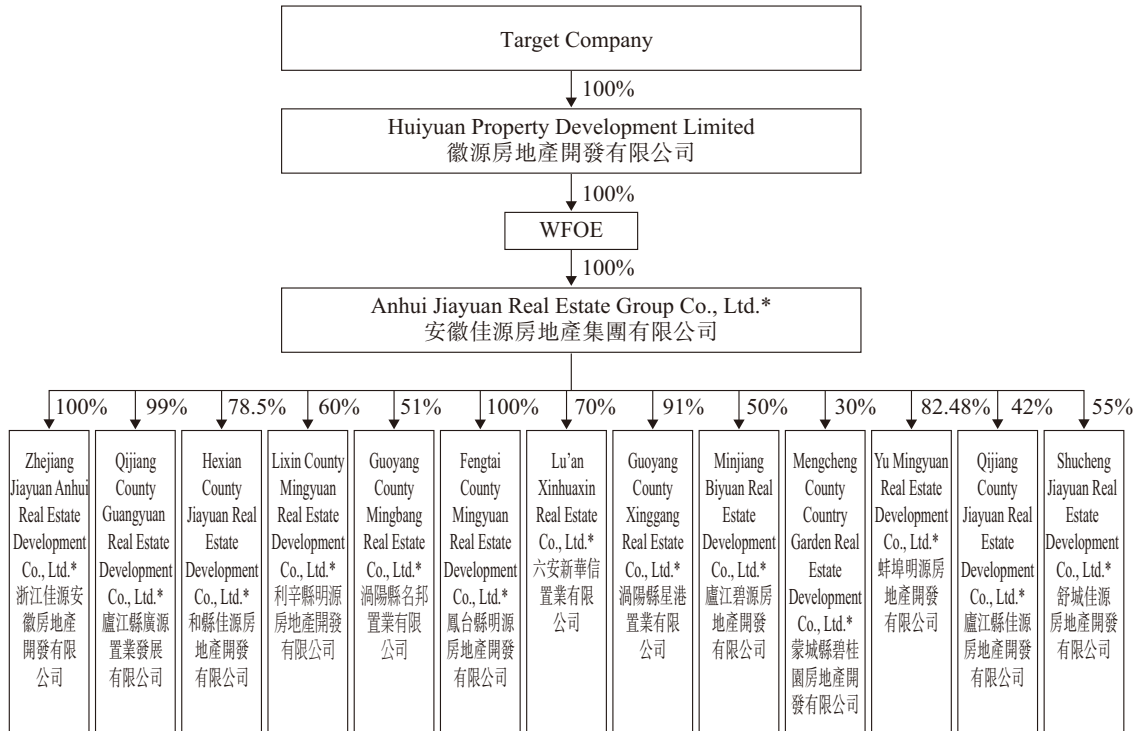 Target Company
100%
Huiyuan Property Development Limited
徽源房地產開發有限公司
100%
WFOE
100%
Anhui Jiayuan Real Estate Group Co., Ltd.*
安徽佳源房地產集團有限公司
100%
99%
78.5%
60%
51%
100%
70%
91%
50%
30%
82.48%
42%
55%
Zhejiang
Jiayuan Anhui
Real Estate
Development
Co., Ltd.*
浙江佳源安
徽房地產
開發有限
公司
Qijiang
County
Guangyuan
Real Estate
Development
Co., Ltd.*
廬江縣廣源
置業發展
有限公司
Hexian
County
Jiayuan Real
Estate
Development
Co., Ltd.*
和縣佳源房
地產開發
有限公司
Lixin County
Mingyuan
Real Estate
Development
Co., Ltd.*
利辛縣明源
房地產開發
有限公司
Guoyang
County
Mingbang
Real Estate
Co., Ltd.*
渦陽縣名邦
置業有限
公司
Fengtai
County
Mingyuan
Real Estate
Development
Co., Ltd.*
鳳台縣明源
房地產開發
有限公司
Lu’an
Xinhuaxin
Real Estate
Co., Ltd.*
六安新華信
置業有限
公司
Guoyang
County
Xinggang
Real Estate
Co., Ltd.*
渦陽縣星港
置業有限
公司
Minjiang
Biyuan Real
Estate
Development
Co., Ltd.*
廬江碧源房
地產開發
有限公司
Mengcheng
County
Country
Garden Real
Estate
Development
Co., Ltd.*
蒙城縣碧桂
園房地產開
發有限公司
Yu Mingyuan
Real Estate
Development
Co., Ltd.*
蚌埠明源房
地產開發
有限公司
Qijiang
County
Jiayuan Real
Estate
Development
Co., Ltd.*
廬江縣佳源
房地產開發
有限公司
Shucheng
Jiayuan Real
Estate
Development
Co., Ltd.*
舒城佳源
房地產開發
有限公司